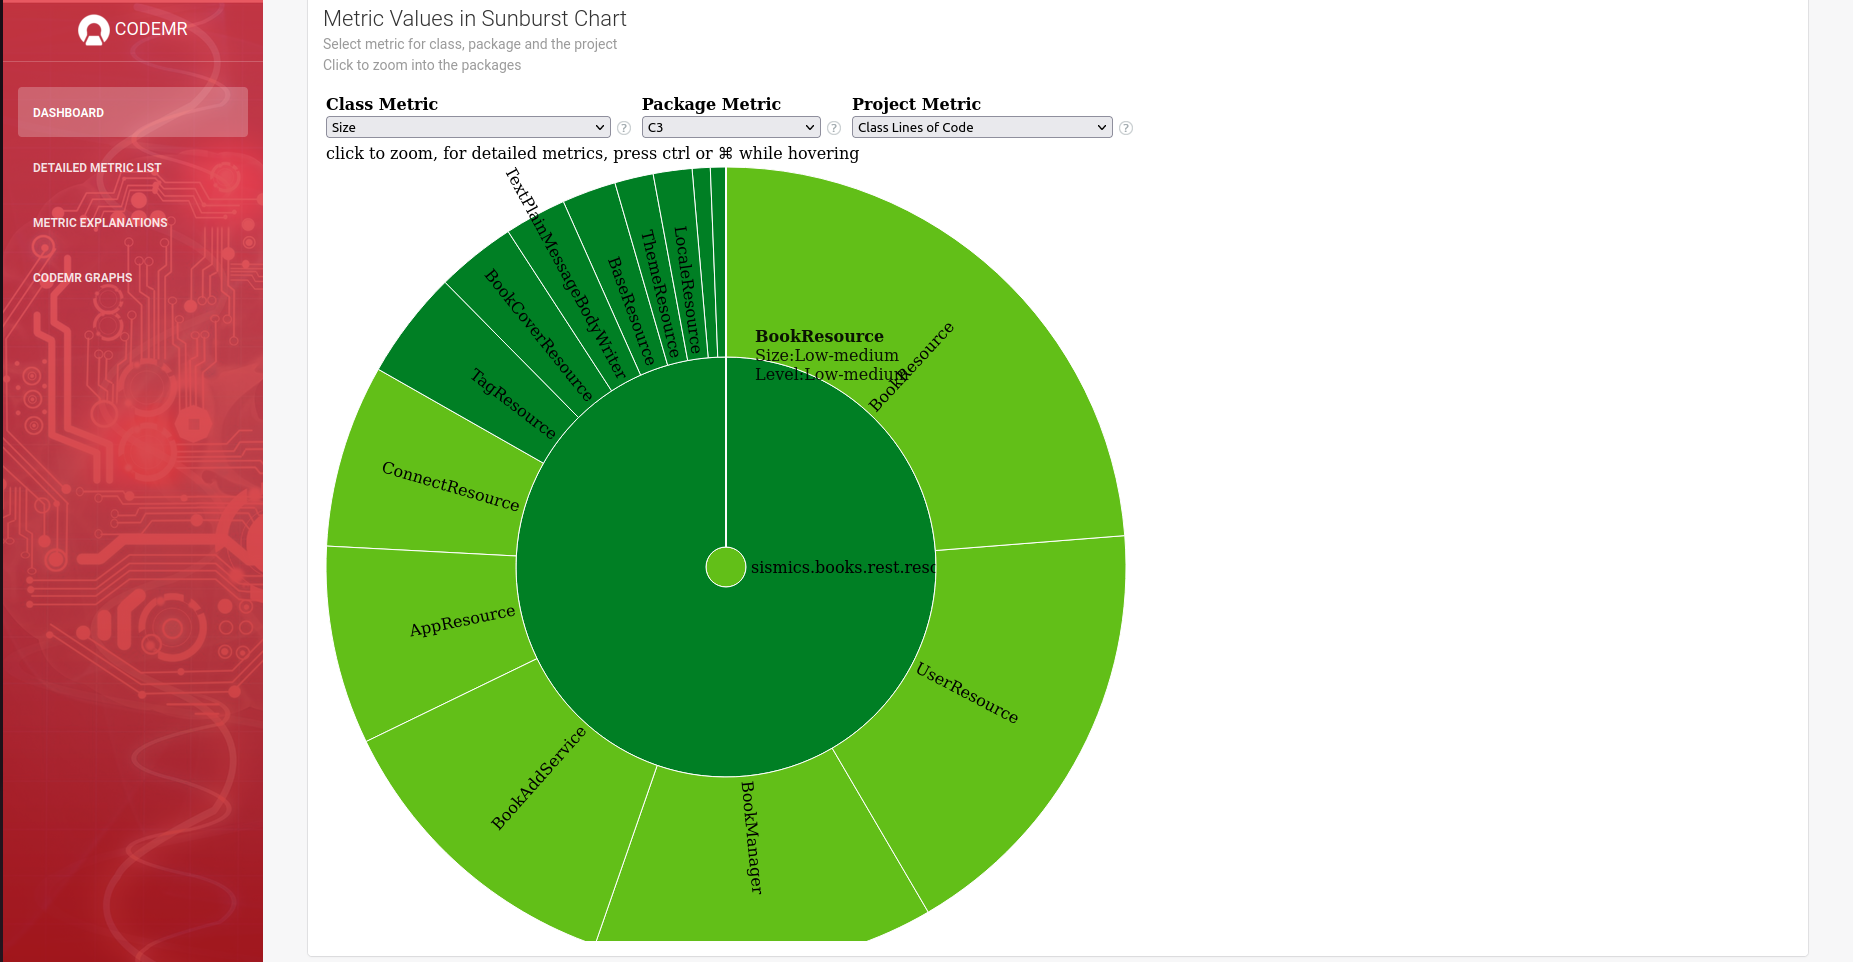 CODEMR
DASHBOARD
DETAILED METRIC LIST
METRIC EXPLANATIONS
CODEMR GRAPHS
Metric Values in Sunburst Chart
Select metric for class, package and the project
Click to zoom into the packages
Class Metric
Package Metric
Project Metric
Size
?
C3
?
Class Lines of Code
?
click to zoom, for detailed metrics, press ctrl or ⌘ while hovering
TextPlainMessageBodyWriter
BookCoverResource
TagResource
BaseResource
ThemeResource
LocaleResource
BookResource
Size:Low-medium
Level:Low-medium
BookResource
ConnectResource
AppResource
sismics.books.rest.reso
UserResource
BookAddService
BookManager